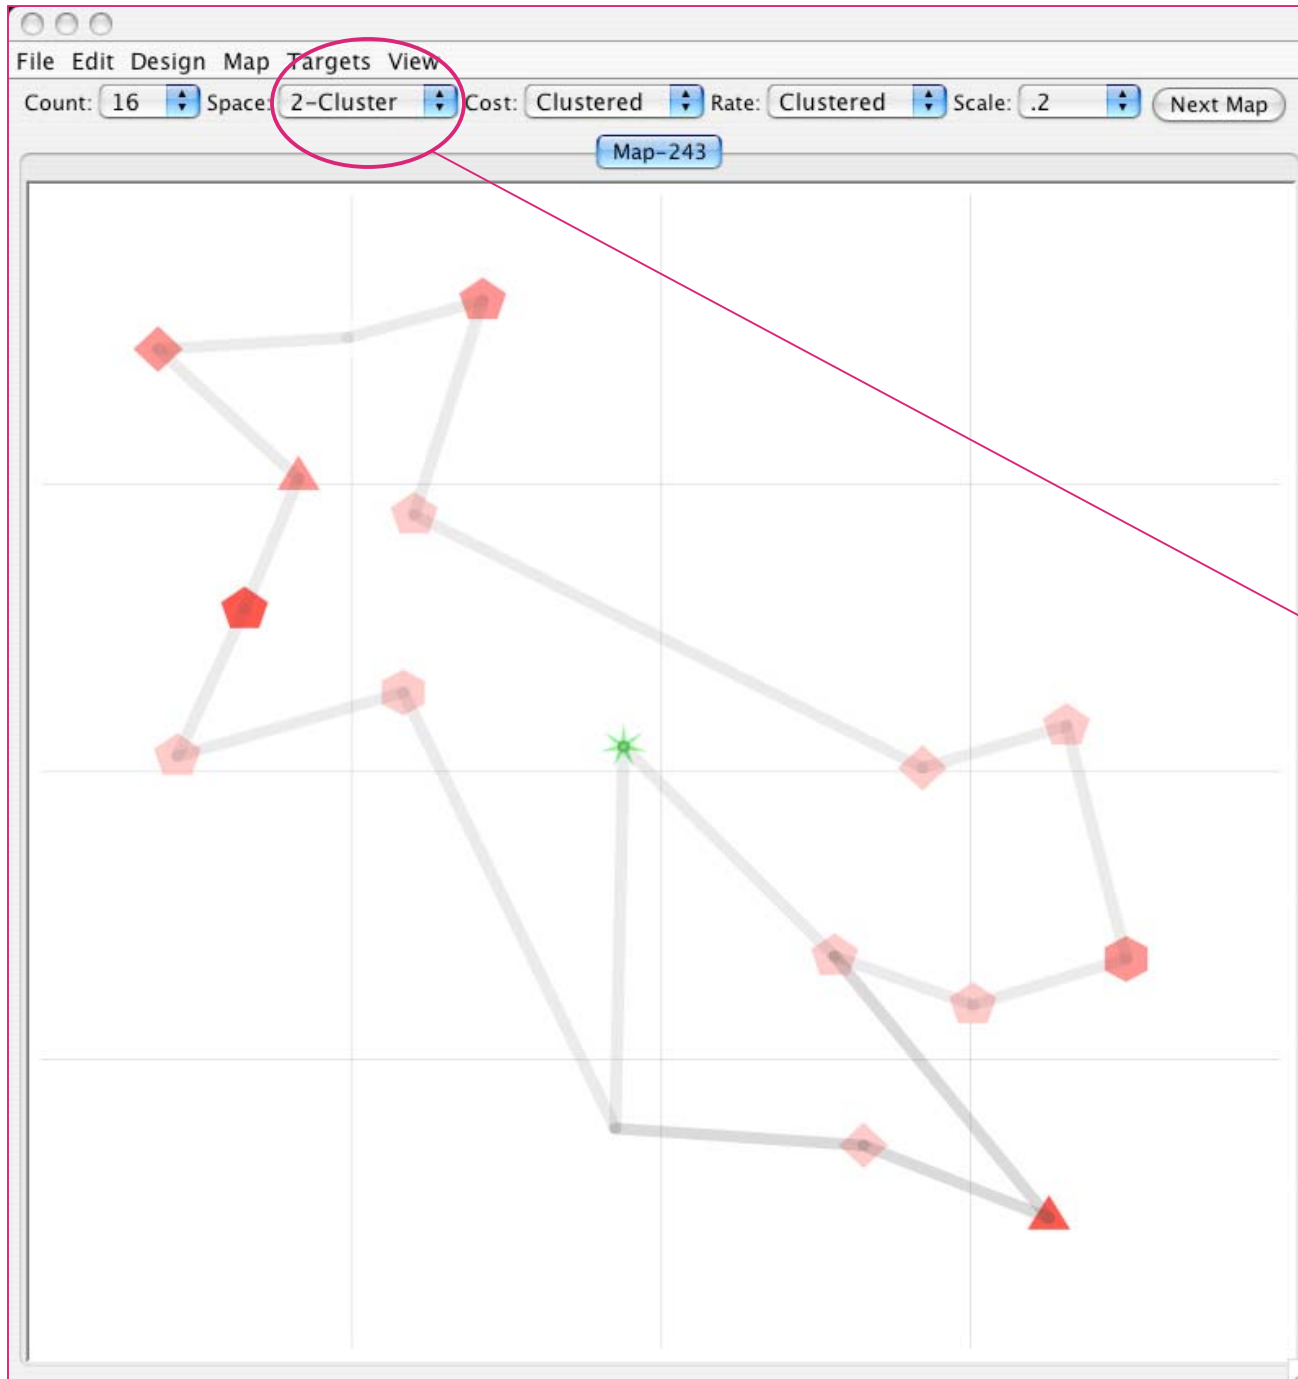 File Edit Design Map Targets View
Count: 16 Space: 2-Cluster Cost: Clustered Rate: Clustered Scale: .2 Next Map
Map-243